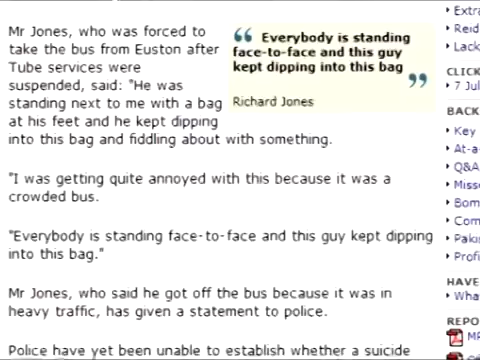 Mr Jones, who was forced to
take the bus from Euston after
Tube services were
suspended, said: "He was
standing next to me with a bag
at his feet and he kept dipping
into this bag and fiddling about with something.
"I was getting quite annoyed with this because it was a
crowded bus.
"Everybody is standing face-to-face and this guy kept dipping
into this bag."
Mr Jones, who said he got off the bus because it was in
heavy traffic, has given a statement to police.
Police have yet been unable to establish whether a suicide
“ Everybody is standing
face-to-face and this guy
kept dipping into this bag
”
Richard Jones
Extra
Reid
Lack
CLICK
7 Jul
BACK
Key
At-a-
Q&A
Misse
Bom
Com
Pakis
Profi
HAVE
Wha
REPO